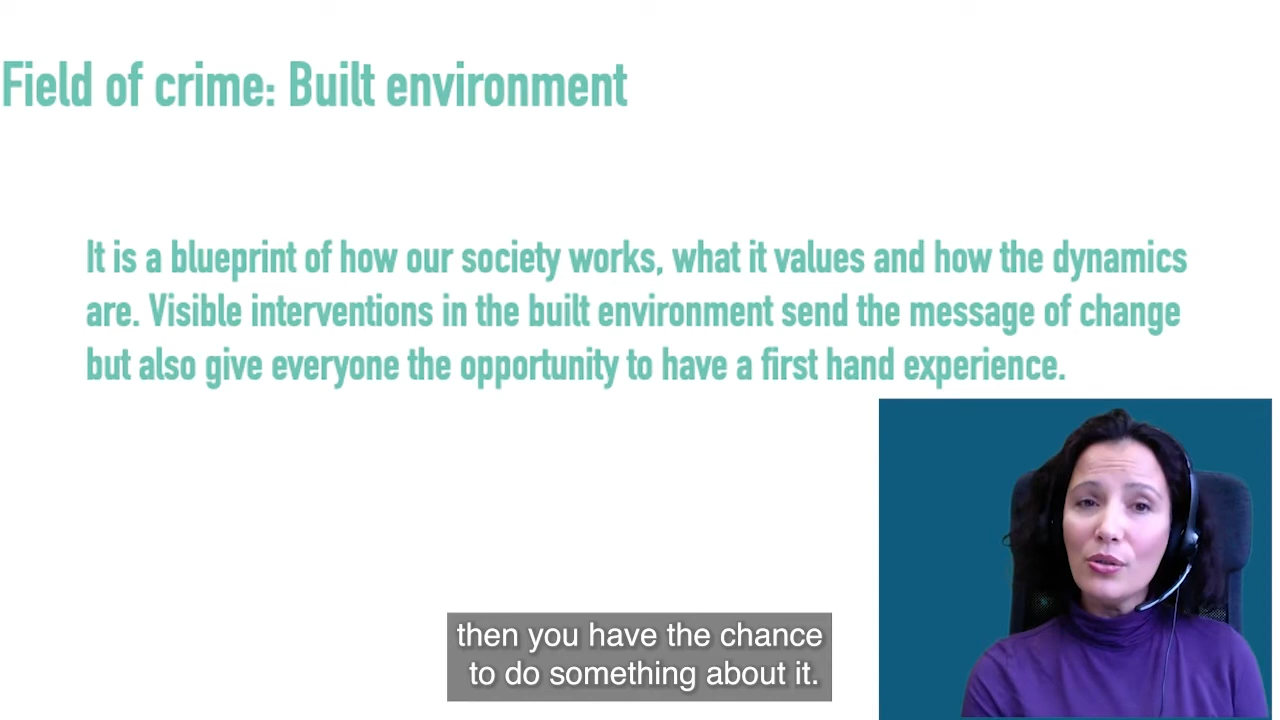 Field of crime: Built environment
It is a blueprint of how our society works, what it values and how the dynamics
are. Visible interventions in the built environment send the message of change
but also give everyone the opportunity to have a first hand experience.
then you have the chance
to do something about it.